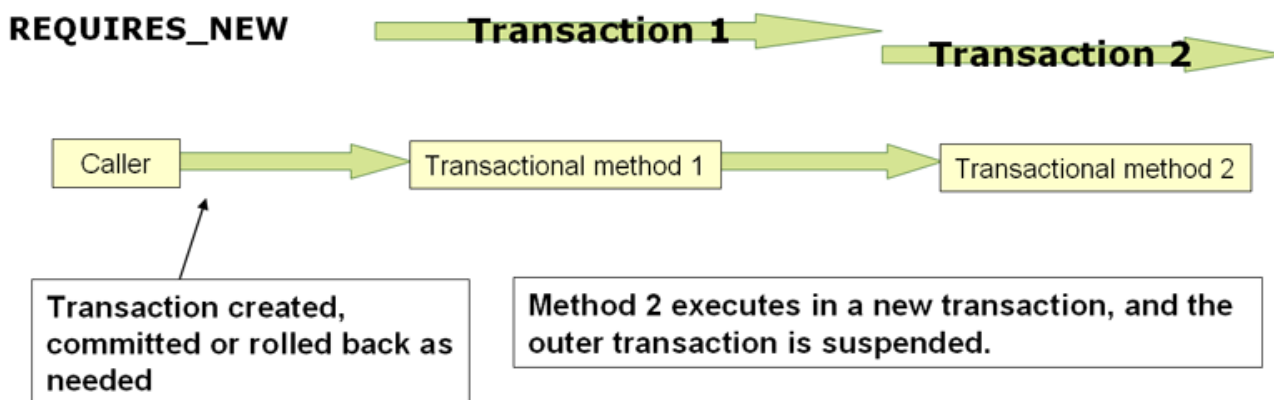 REQUIRES_NEW
Transaction 1
Transaction 2
Caller
Transactional method 1
Transactional method 2
Transaction created,
committed or rolled back as
needed
Method 2 executes in a new transaction, and the
outer transaction is suspended.